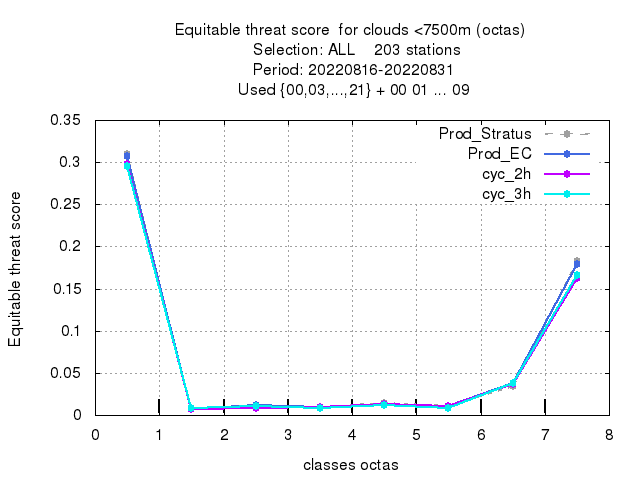 Equitable threat score  for clouds <7500m (octas)
Selection: ALL    203 stations
Period: 20220816-20220831
Used {00,03,...,21} + 00 01 ... 09
Prod_Stratus
Prod_EC
cyc_2h
cyc_3h
0.35
0.3
0.25
0.2
0.15
0.1
0.05
0
Equitable threat score
0 1 2 3 4 5 6 7 8
classes octas